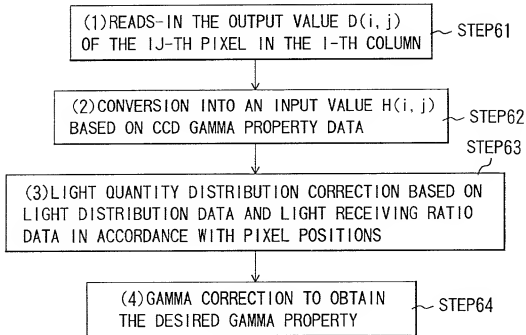 (1)READS-IN THE OUTPUT VALUE D(i, j)
OF THE IJ-TH PIXEL IN THE I-TH COLUMN
STEP61
(2)CONVERSION INTO AN INPUT VALUE H(i, j)
BASED ON CCD GAMMA PROPERTY DATA
STEP62
STEP63
(3)LIGHT QUANTITY DISTRIBUTION CORRECTION BASED ON
LIGHT DISTRIBUTION DATA AND LIGHT RECEIVING RATIO
DATA IN ACCORDANCE WITH PIXEL POSITIONS
(4)GAMMA CORRECTION TO OBTAIN
THE DESIRED GAMMA PROPERTY
STEP64